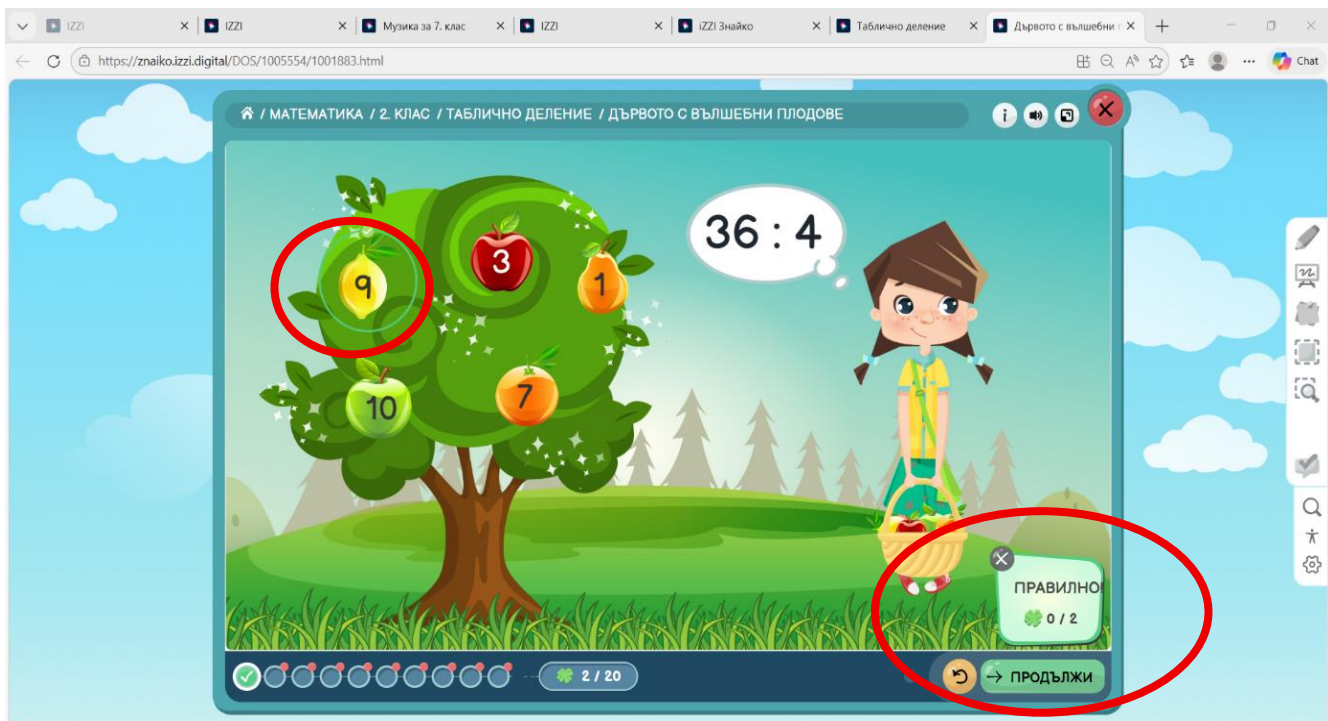 IZZI
IZZI
Музика за 7. клас
IZZI
iZZI Знайко
Таблично деление
Дървото с вълшебни
https://znaiko.izzi.digital/DOS/1005554/1001883.html
Chat
/ МАТЕМАТИКА / 2. КЛАС / ТАБЛИЧНО ДЕЛЕНИЕ / ДЪРВОТО С ВЪЛШЕБНИ ПЛОДОВЕ
i
36 : 4
3
9
1
10
7
ПРАВИЛНО!
0 / 2
2 / 20
→ ПРОДЪЛЖИ